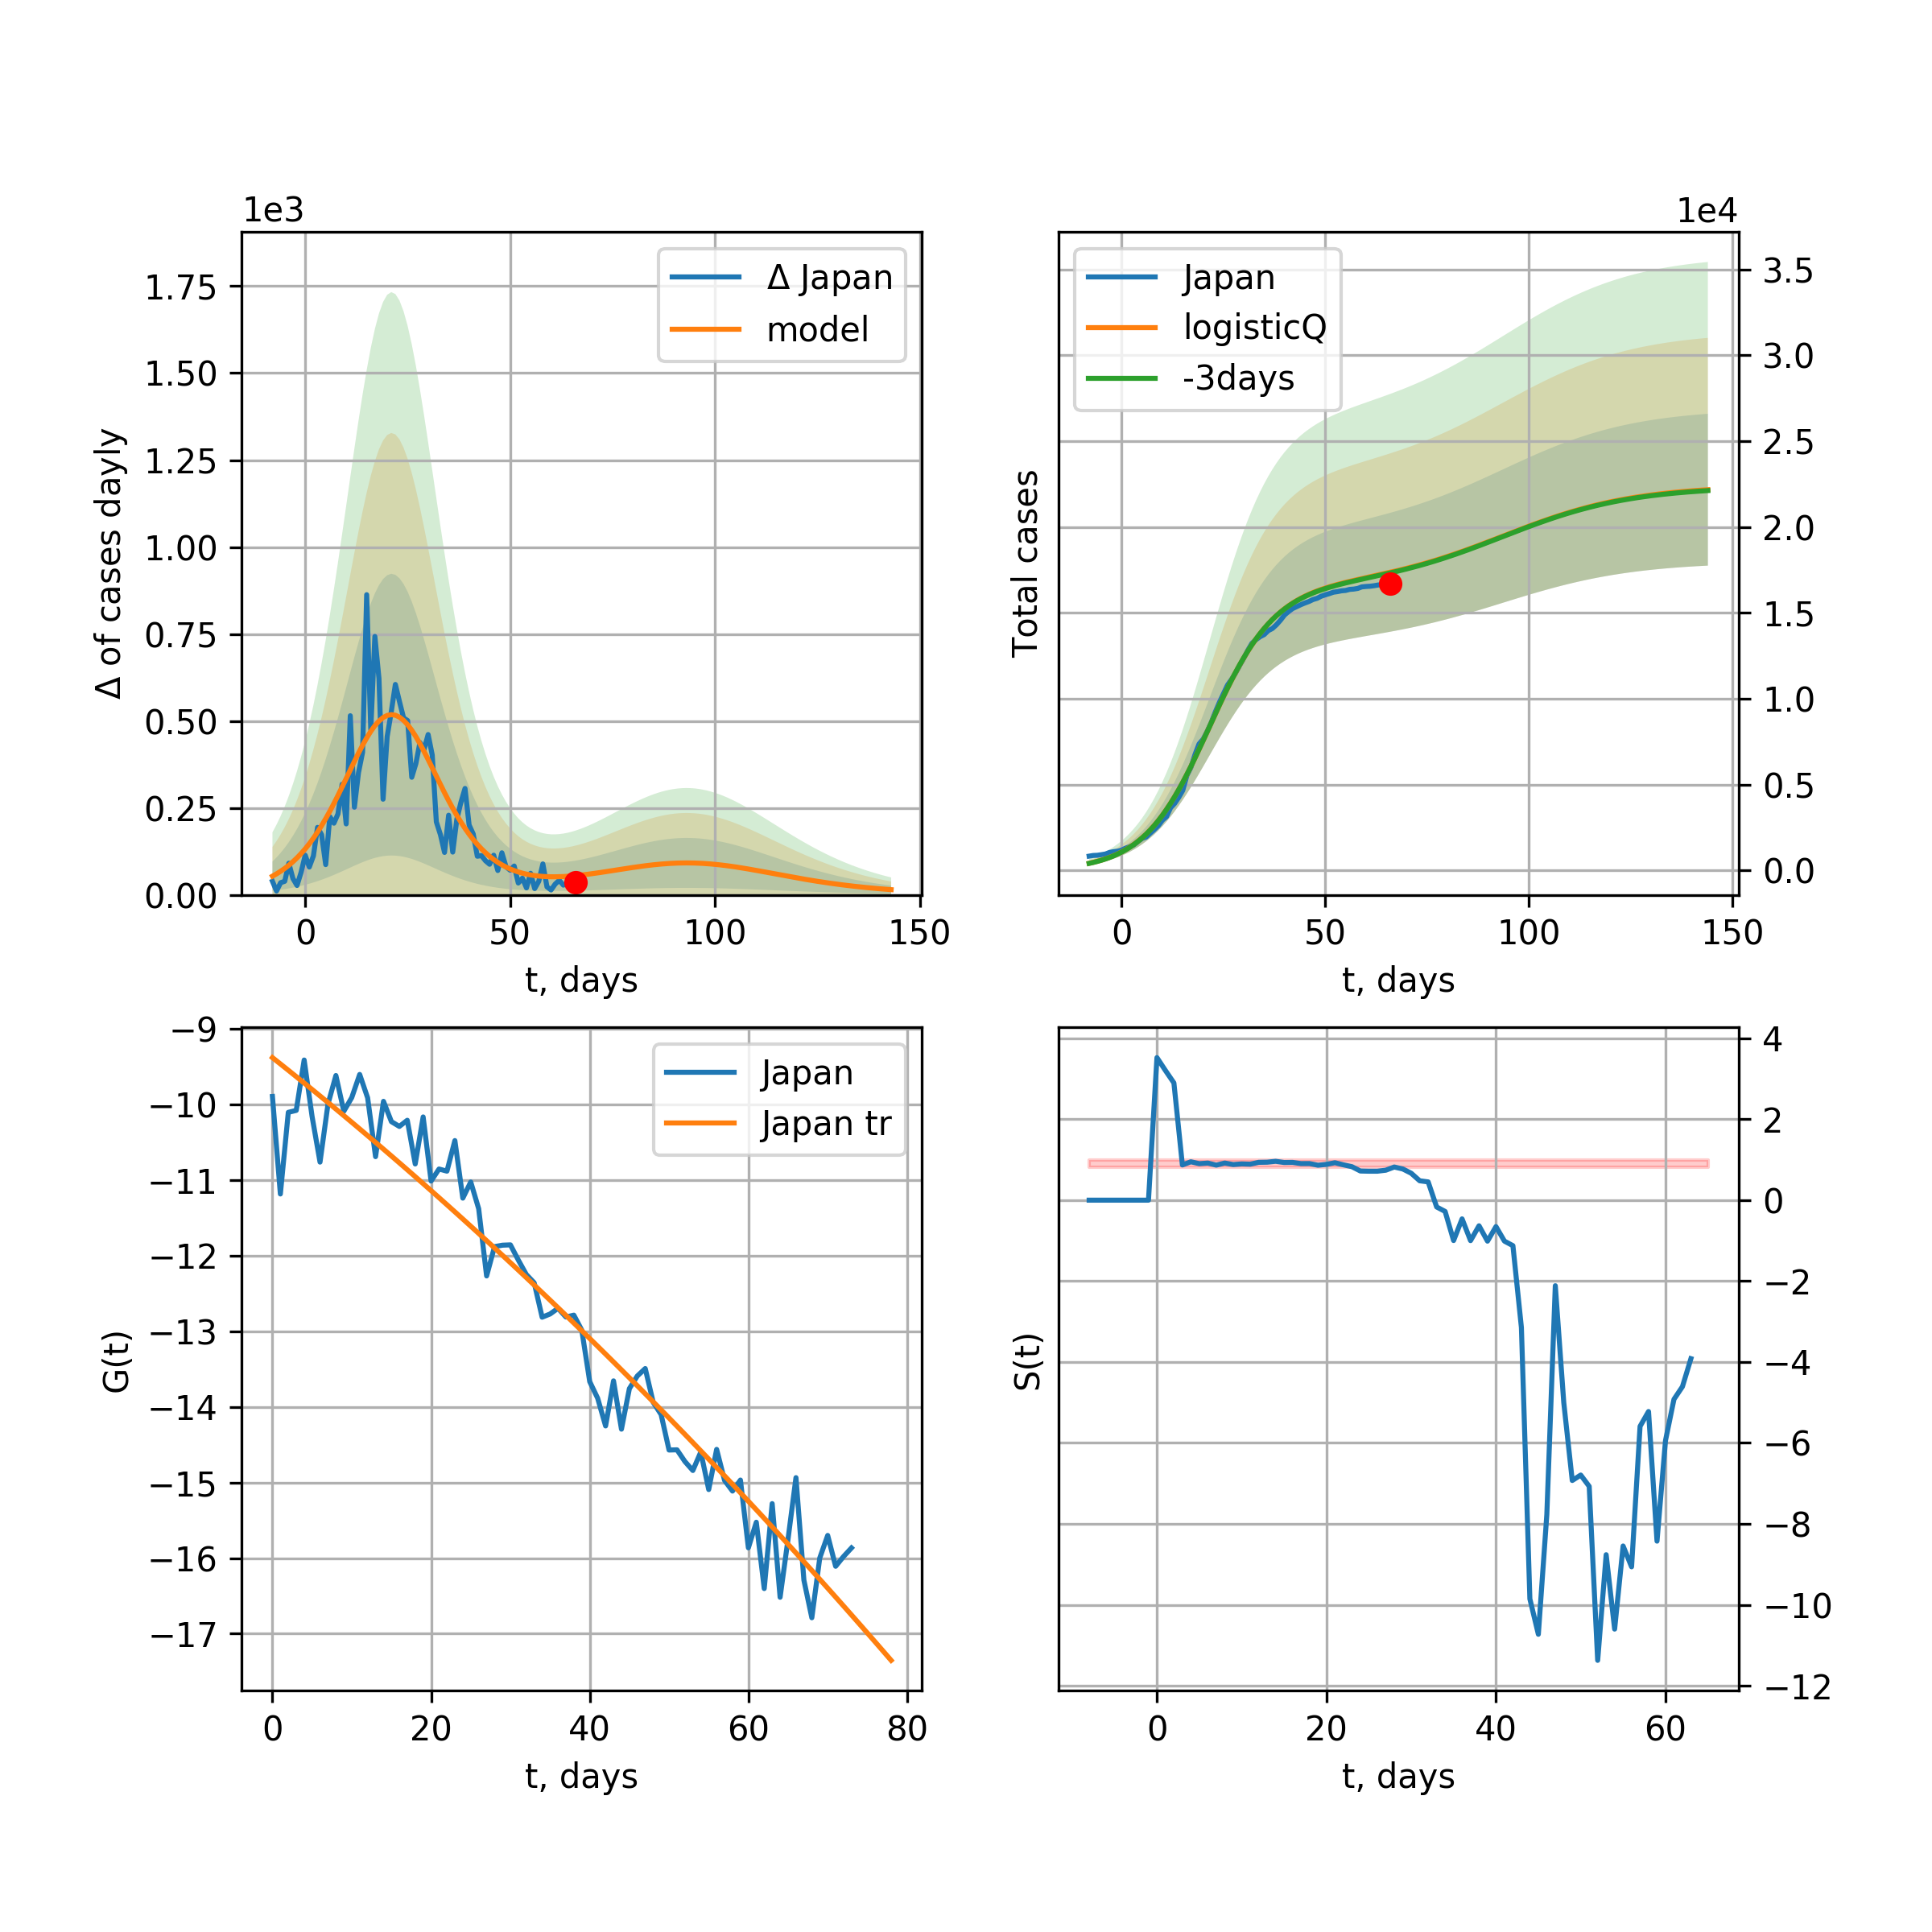 1e3
Δ of cases dayly
1.75
1.50
1.25
1.00
0.75
0.50
0.25
0.00
0 50 100 150
t, days
Δ Japan
model
1e4
Total cases
3.5
3.0
2.5
2.0
1.5
1.0
0.5
0.0
0 50 100 150
t, days
Japan
logisticQ
-3days
G(t)
−9
−10
−11
−12
−13
−14
−15
−16
−17
0 20 40 60 80
t, days
Japan
Japan tr
S(t)
4
2
0
−2
−4
−6
−8
−10
−12
0 20 40 60
t, days